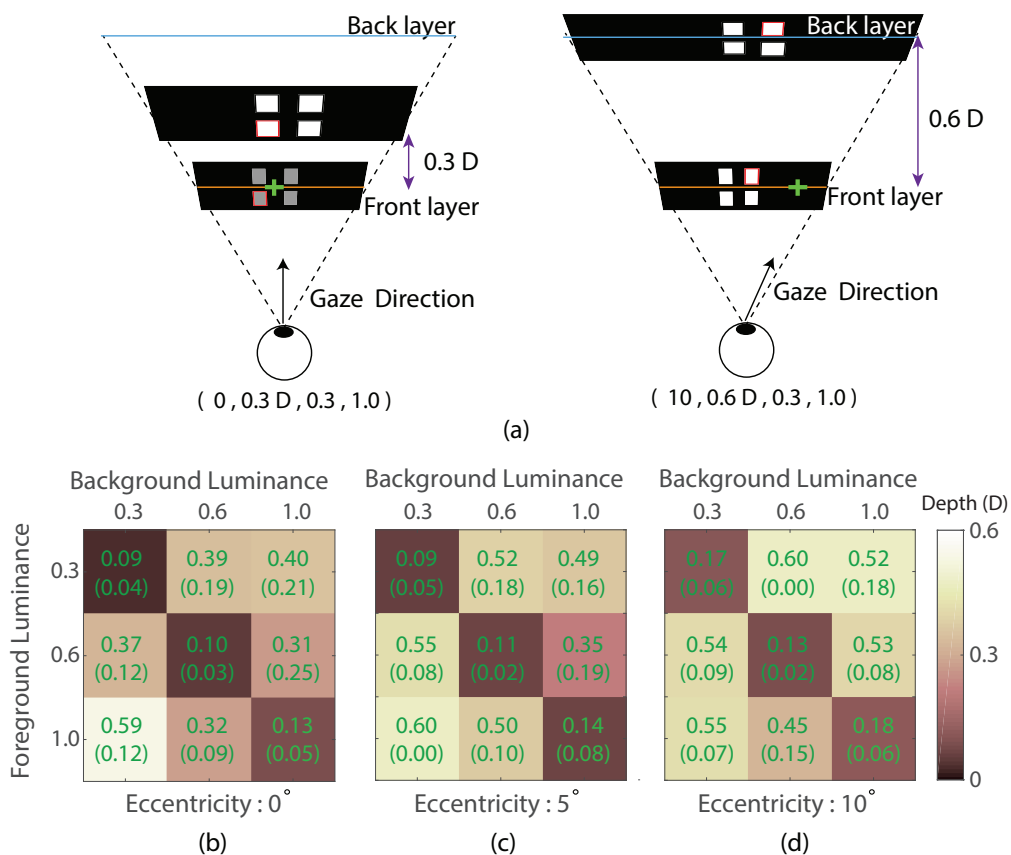 Back layer
0.3 D
Front layer
Gaze Direction
( 0 , 0.3 D , 0.3 , 1.0 )
Back layer
0.6 D
Front layer
Gaze Direction
( 10 , 0.6 D , 0.3 , 1.0 )
(a)
Background Luminance
0.3 0.6 1.0
Foreground Luminance
0.3
0.6
1.0
0.09 0.39 0.40
(0.04) (0.19) (0.21)
0.37 0.10 0.31
(0.12) (0.03) (0.25)
0.59 0.32 0.13
(0.12) (0.09) (0.05)
Eccentricity : 0°
(b)
Background Luminance
0.3 0.6 1.0
0.09 0.52 0.49
(0.05) (0.18) (0.16)
0.55 0.11 0.35
(0.08) (0.02) (0.19)
0.60 0.50 0.14
(0.00) (0.10) (0.08)
Eccentricity : 5°
(c)
Background Luminance
0.3 0.6 1.0
0.17 0.60 0.52
(0.06) (0.00) (0.18)
0.54 0.13 0.53
(0.09) (0.02) (0.08)
0.55 0.45 0.18
(0.07) (0.15) (0.06)
Eccentricity : 10°
(d)
Depth (D)
0.6
0.3
0